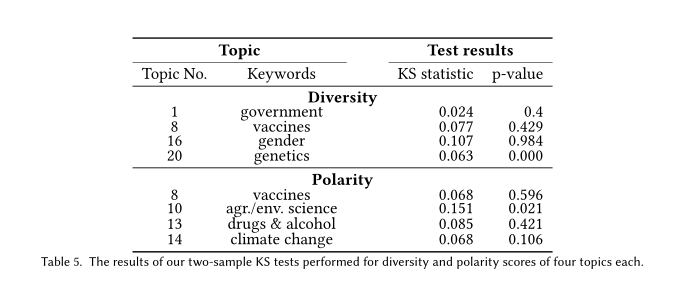 Topic Test results
Topic No. Keywords KS statistic p-value
Diversity
1 government 0.024 0.4
8 vaccines 0.077 0.429
16 gender 0.107 0.984
20 genetics 0.063 0.000
Polarity
8 vaccines 0.068 0.596
10 agr./env. science 0.151 0.021
13 drugs & alcohol 0.085 0.421
14 climate change 0.068 0.106
Table 5. The results of our two-sample KS tests performed for diversity and polarity scores of four topics each.